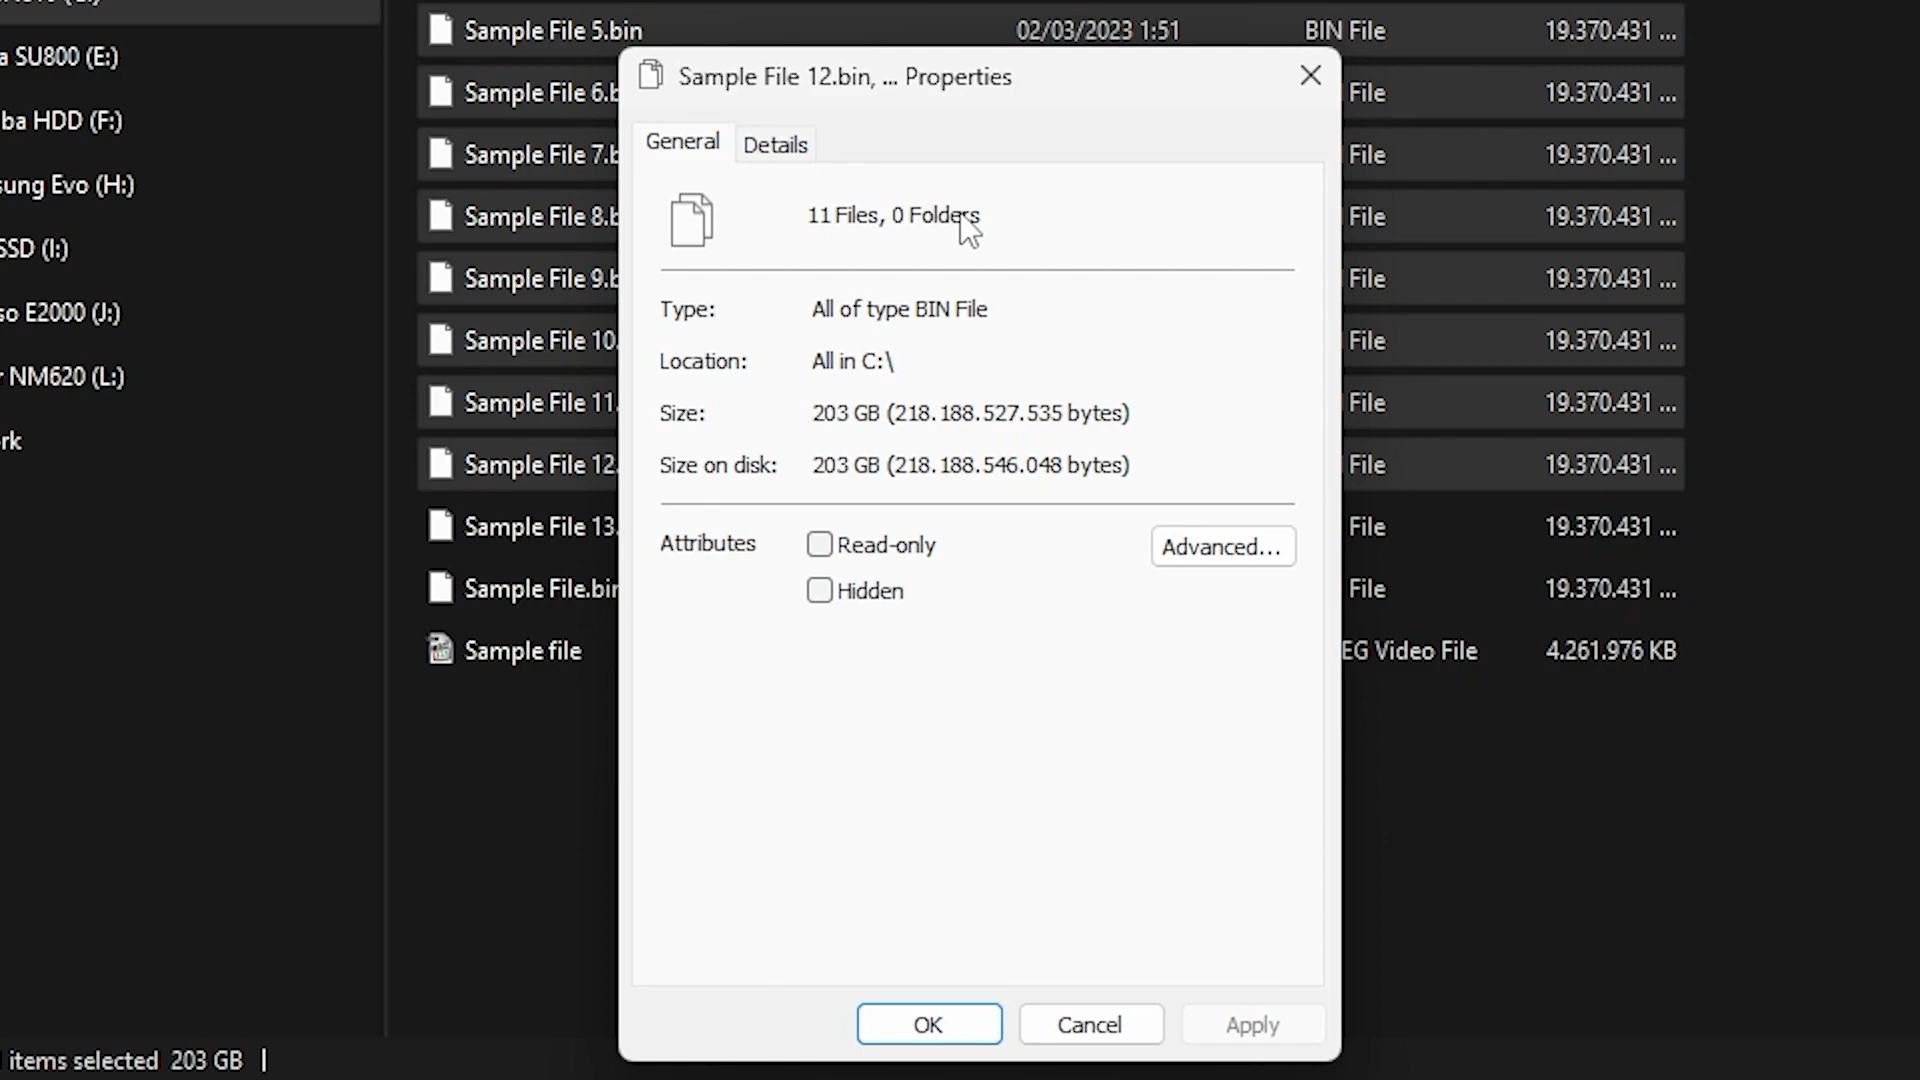 a SU800 (E:)
ba HDD (F:)
sung Evo (H:)
SSD (I:)
so E2000 (J:)
r NM620 (L:)
rk
Sample File 5.bin 02/03/2023 1:51 BIN File 19.370.431 ...
Sample File 6.b File 19.370.431 ...
Sample File 7.b File 19.370.431 ...
Sample File 8.b File 19.370.431 ...
Sample File 9.b File 19.370.431 ...
Sample File 10. File 19.370.431 ...
Sample File 11. File 19.370.431 ...
Sample File 12. File 19.370.431 ...
Sample File 13. File 19.370.431 ...
Sample File.bin File 19.370.431 ...
Sample file EG Video File 4.261.976 KB
Sample File 12.bin, ... Properties
General Details
11 Files, 0 Folders
Type: All of type BIN File
Location: All in C:\
Size: 203 GB (218.188.527.535 bytes)
Size on disk: 203 GB (218.188.546.048 bytes)
Attributes Read-only Advanced...
Hidden
OK Cancel Apply
items selected 203 GB